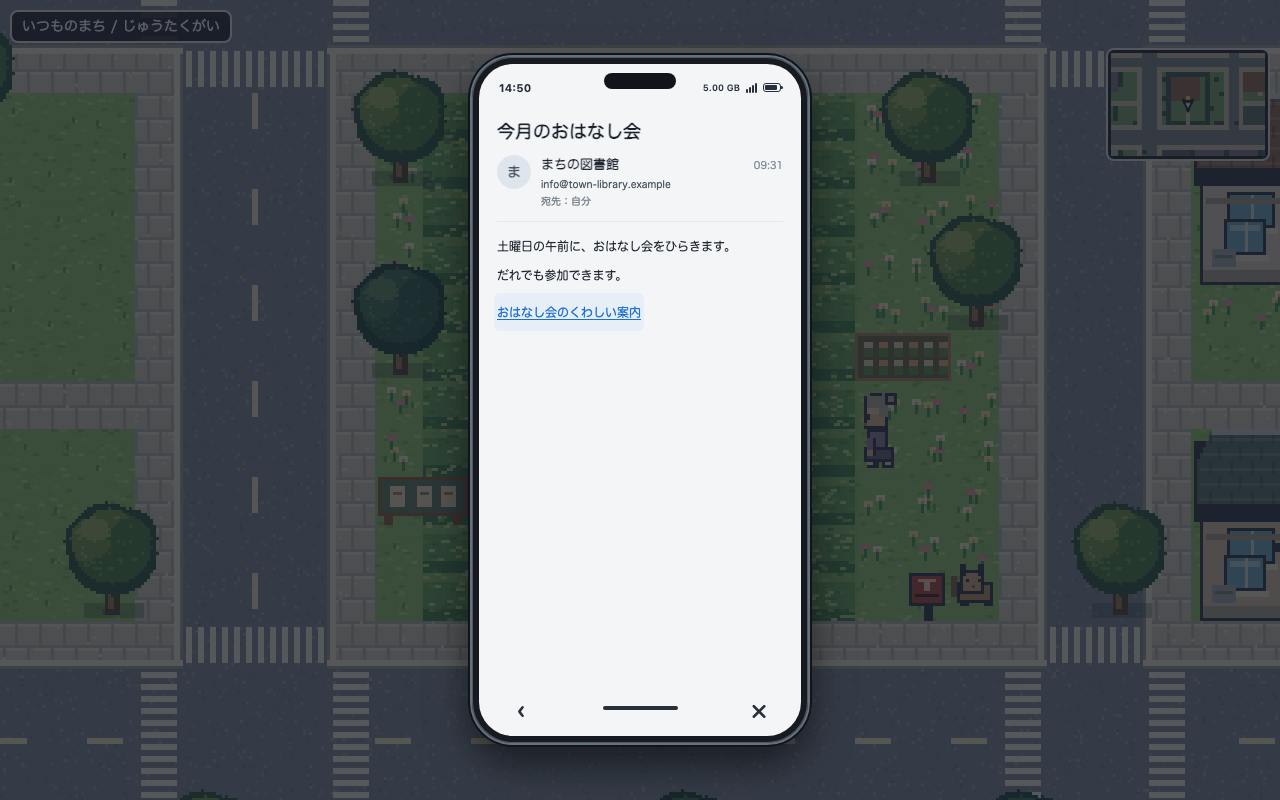 いつものまち / じゅうたくがい
14:50
5.00 GB
今月のおはなし会
ま
まちの図書館
09:31
info@town-library.example
宛先：自分
土曜日の午前に、おはなし会をひらきます。
だれでも参加できます。
おはなし会のくわしい案内